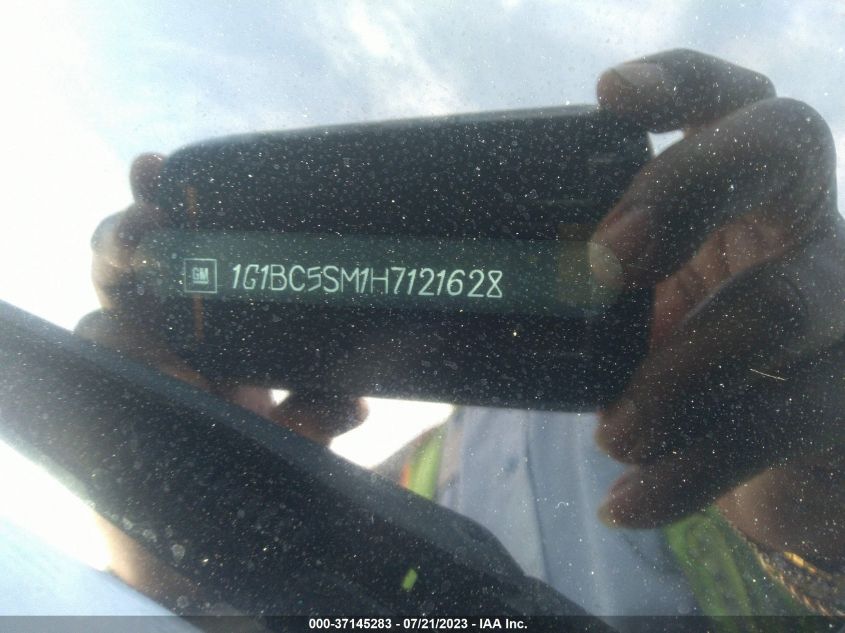 GM 1G1BC5SM1H7121628
000-37145283 - 07/21/2023 - IAA Inc.